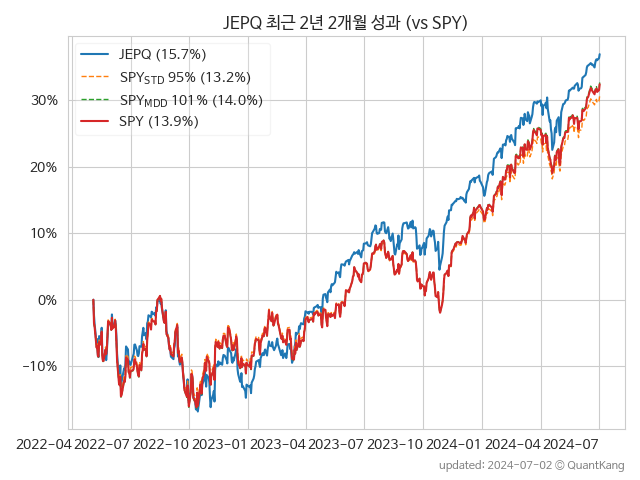 JEPQ 최근 2년 2개월 성과 (vs SPY)
JEPQ (15.7%)
SPY_STD 95% (13.2%)
SPY_MDD 101% (14.0%)
SPY (13.9%)
30%
20%
10%
0%
−10%
2022-04 2022-07 2022-10 2023-01 2023-04 2023-07 2023-10 2024-01 2024-04 2024-07
updated: 2024-07-02 © QuantKang